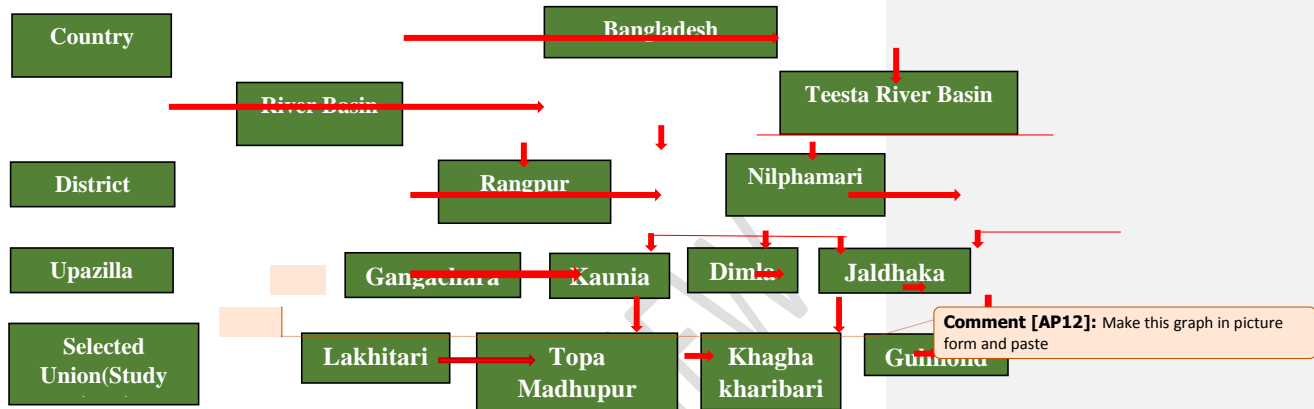 Country
Bangladesh
River Basin
Teesta River Basin
District
Rangpur
Nilphamari
Upazilla
Gangachara
Kaunia
Dimla
Jaldhaka
Selected
Union(Study
Lakhitari
Topa
Madhupur
Khagha
kharibari
Comment [AP12]: Make this graph in picture
form and paste